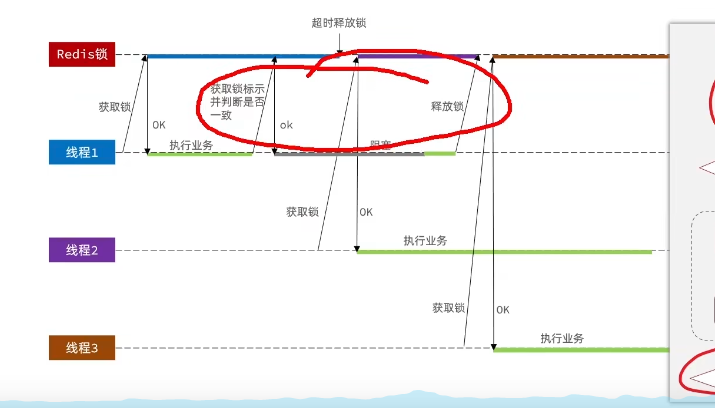 超时释放锁
Redis锁
获取锁
OK
获取锁标示
并判断是否
一致
ok
释放锁
线程1
执行业务
阻塞
获取锁
OK
线程2
执行业务
获取锁
OK
线程3
执行业务